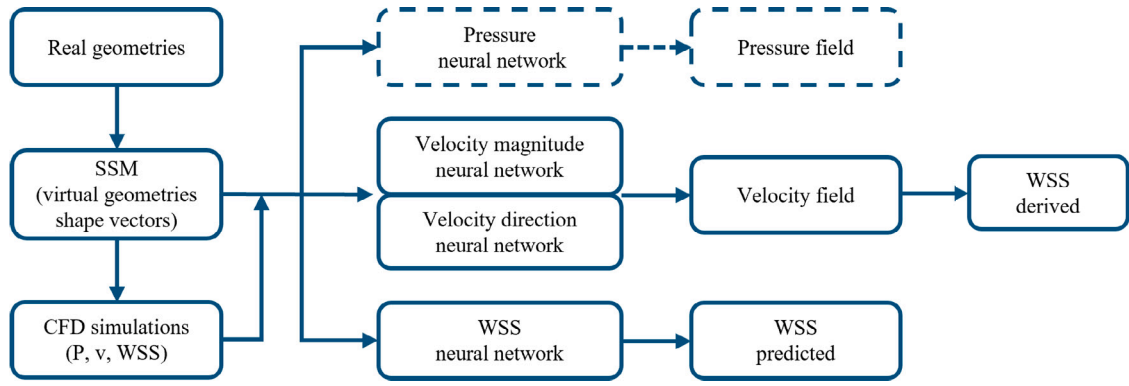 Real geometries
SSM
(virtual geometries
shape vectors)
CFD simulations
(P, v, WSS)
Pressure
neural network
Pressure field
Velocity magnitude
neural network
Velocity direction
neural network
Velocity field
WSS
derived
WSS
neural network
WSS
predicted